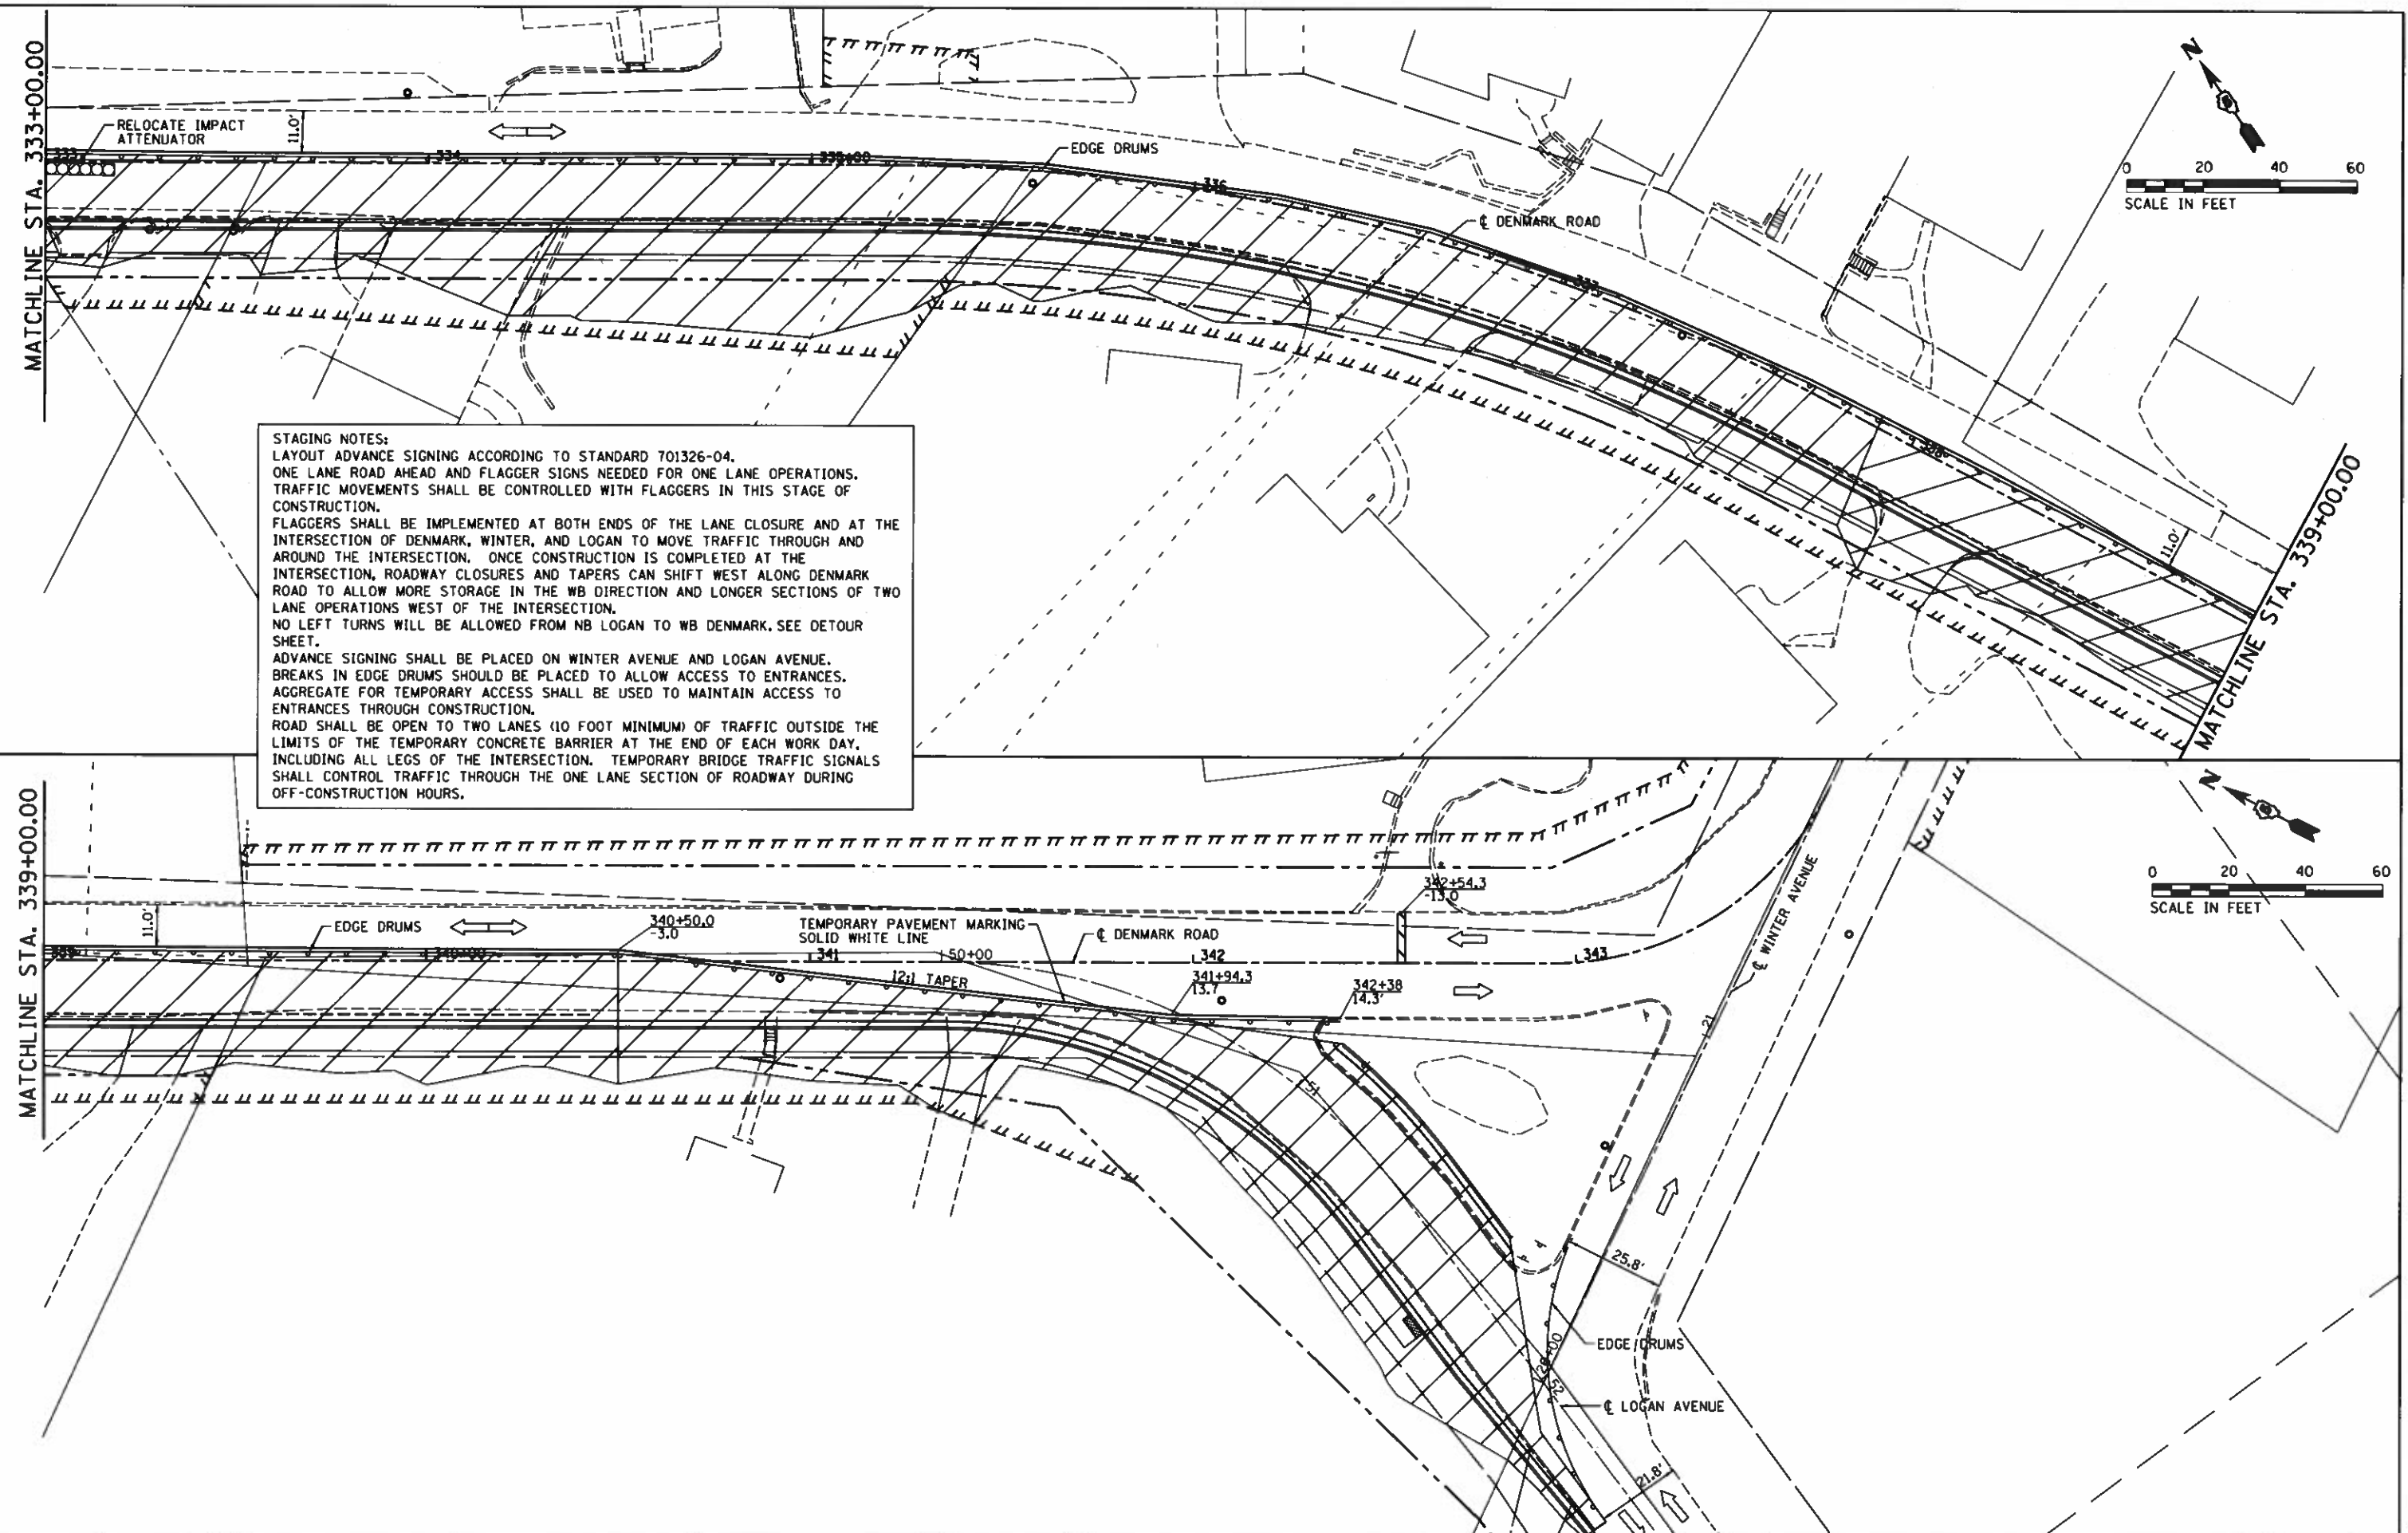 MATCHLINE STA. 333+00.00
RELOCATE IMPACT
ATTENUATOR
11.0'
333
334
335+00
EDGE DRUMS
336
℄ DENMARK ROAD
337
338
11.0'
MATCHLINE STA. 339+00.00
N
0 20 40 60
SCALE IN FEET
STAGING NOTES:
LAYOUT ADVANCE SIGNING ACCORDING TO STANDARD 701326-04.
ONE LANE ROAD AHEAD AND FLAGGER SIGNS NEEDED FOR ONE LANE OPERATIONS.
TRAFFIC MOVEMENTS SHALL BE CONTROLLED WITH FLAGGERS IN THIS STAGE OF
CONSTRUCTION.
FLAGGERS SHALL BE IMPLEMENTED AT BOTH ENDS OF THE LANE CLOSURE AND AT THE
INTERSECTION OF DENMARK, WINTER, AND LOGAN TO MOVE TRAFFIC THROUGH AND
AROUND THE INTERSECTION. ONCE CONSTRUCTION IS COMPLETED AT THE
INTERSECTION, ROADWAY CLOSURES AND TAPERS CAN SHIFT WEST ALONG DENMARK
ROAD TO ALLOW MORE STORAGE IN THE WB DIRECTION AND LONGER SECTIONS OF TWO
LANE OPERATIONS WEST OF THE INTERSECTION.
NO LEFT TURNS WILL BE ALLOWED FROM NB LOGAN TO WB DENMARK. SEE DETOUR
SHEET.
ADVANCE SIGNING SHALL BE PLACED ON WINTER AVENUE AND LOGAN AVENUE.
BREAKS IN EDGE DRUMS SHOULD BE PLACED TO ALLOW ACCESS TO ENTRANCES.
AGGREGATE FOR TEMPORARY ACCESS SHALL BE USED TO MAINTAIN ACCESS TO
ENTRANCES THROUGH CONSTRUCTION.
ROAD SHALL BE OPEN TO TWO LANES (10 FOOT MINIMUM) OF TRAFFIC OUTSIDE THE
LIMITS OF THE TEMPORARY CONCRETE BARRIER AT THE END OF EACH WORK DAY,
INCLUDING ALL LEGS OF THE INTERSECTION. TEMPORARY BRIDGE TRAFFIC SIGNALS
SHALL CONTROL TRAFFIC THROUGH THE ONE LANE SECTION OF ROADWAY DURING
OFF-CONSTRUCTION HOURS.
MATCHLINE STA. 339+00.00
11.0'
339
EDGE DRUMS
340+00
340+50.0
-3.0
TEMPORARY PAVEMENT MARKING
SOLID WHITE LINE
℄ DENMARK ROAD
341
50+00
342
343
12:1 TAPER
341+94.3
13.7
342+38
14.3'
342+54.3
-13.0
51
℄ WINTER AVENUE
21
N
0 20 40 60
SCALE IN FEET
25.8'
EDGE DRUMS
52
℄ LOGAN AVENUE
21.8'